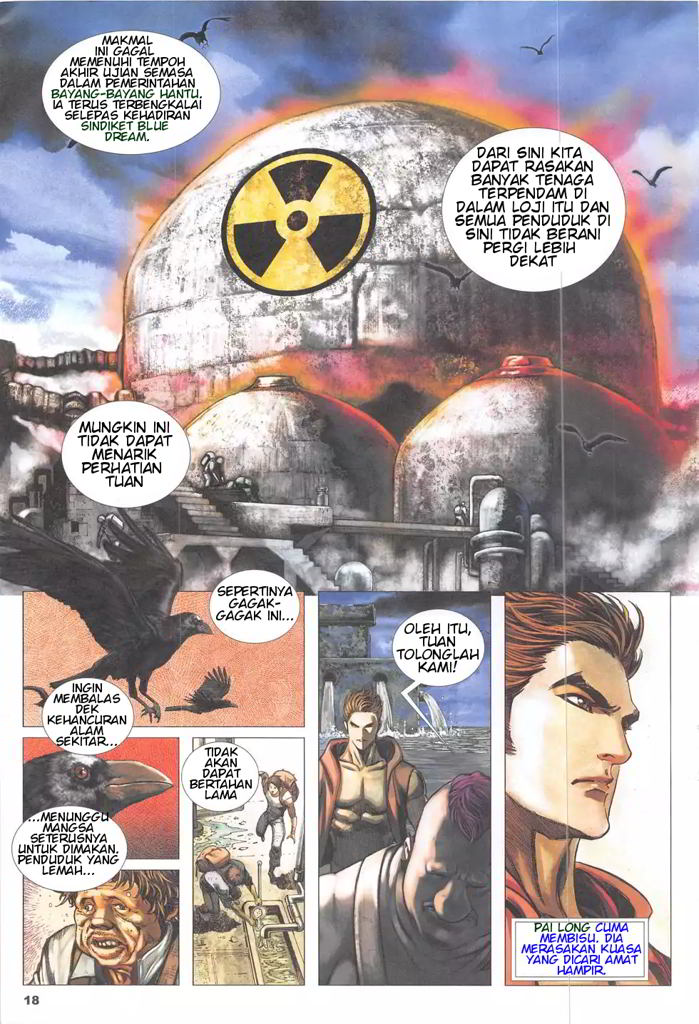 MAKMAL
INI GAGAL
MEMENUHI TEMPOH
AKHIR UJIAN SEMASA
DALAM PEMERINTAHAN
BAYANG-BAYANG HANTU.
IA TERUS TERBENGKALAI
SELEPAS KEHADIRAN
SINDIKET BLUE
DREAM.
DARI SINI KITA
DAPAT RASAKAN
BANYAK TENAGA
TERPENDAM DI
DALAM LOJI ITU DAN
SEMUA PENDUDUK DI
SINI TIDAK BERANI
PERGI LEBIH
DEKAT
MUNGKIN INI
TIDAK DAPAT
MENARIK
PERHATIAN
TUAN
SEPERTINYA
GAGAK-
GAGAK INI...
INGIN
MEMBALAS
DEK
KEHANCURAN
ALAM
SEKITAR...
...MENUNGGU
MANGSA
SETERUSNYA
UNTUK DIMAKAN,
PENDUDUK YANG
LEMAH...
TIDAK
AKAN
DAPAT
BERTAHAN
LAMA
OLEH ITU,
TUAN
TOLONGLAH
KAMI!
PAI LONG CUMA
MEMBISU. DIA
MERASAKAN KUASA
YANG DICARI AMAT
HAMPIR.
18